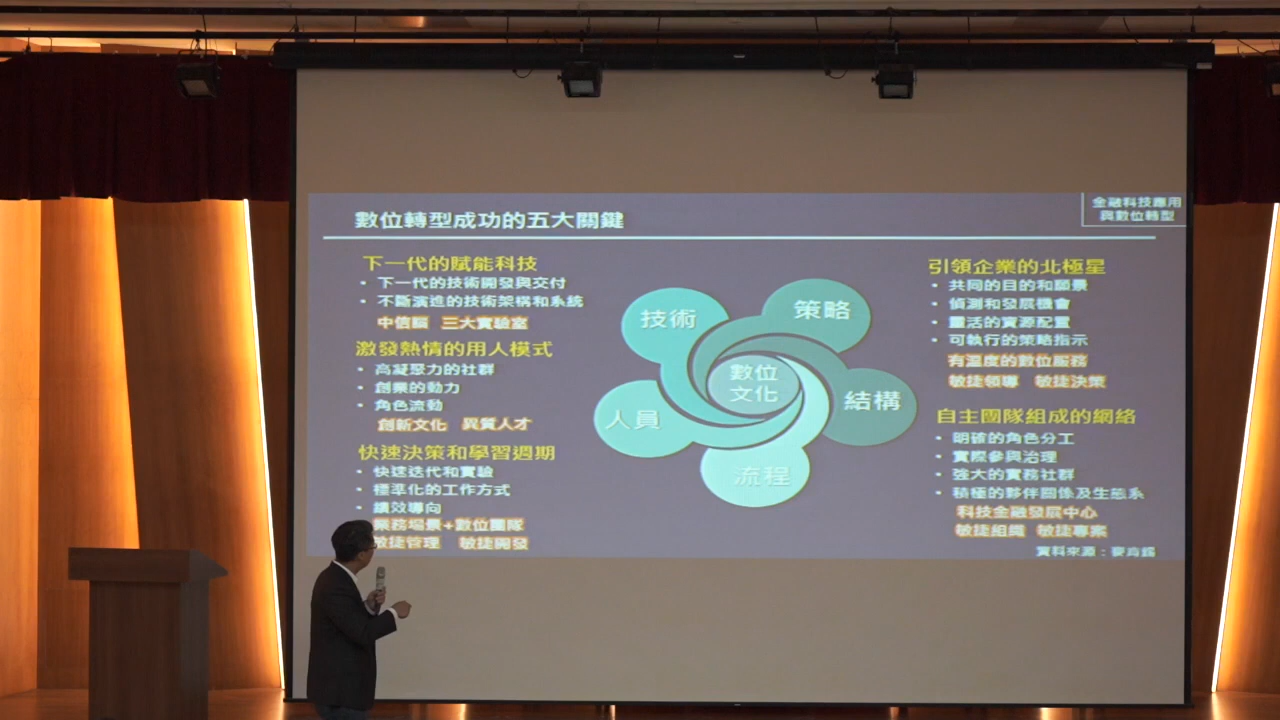 數位轉型成功的五大關鍵
金融科技應用
與數位轉型
下一代的賦能科技
• 下一代的技術開發與交付
• 不斷演進的技術架構和系統
中信腦 三大實驗室
激發熱情的用人模式
• 高凝聚力的社群
• 創業的動力
• 角色流動
創新文化 異質人才
快速決策和學習週期
• 快速迭代和實驗
• 標準化的工作方式
• 績效導向
業務場景+數位團隊
敏捷管理 敏捷開發
技術
策略
數位
文化
人員
結構
流程
引領企業的北極星
• 共同的目的和願景
• 偵測和發展機會
• 靈活的資源配置
• 可執行的策略指示
有溫度的數位服務
敏捷領導 敏捷決策
自主團隊組成的網絡
• 明確的角色分工
• 實際參與治理
• 強大的實務社群
• 積極的夥伴關係及生態系
科技金融發展中心
敏捷組織 敏捷專案
資料來源：麥肯錫